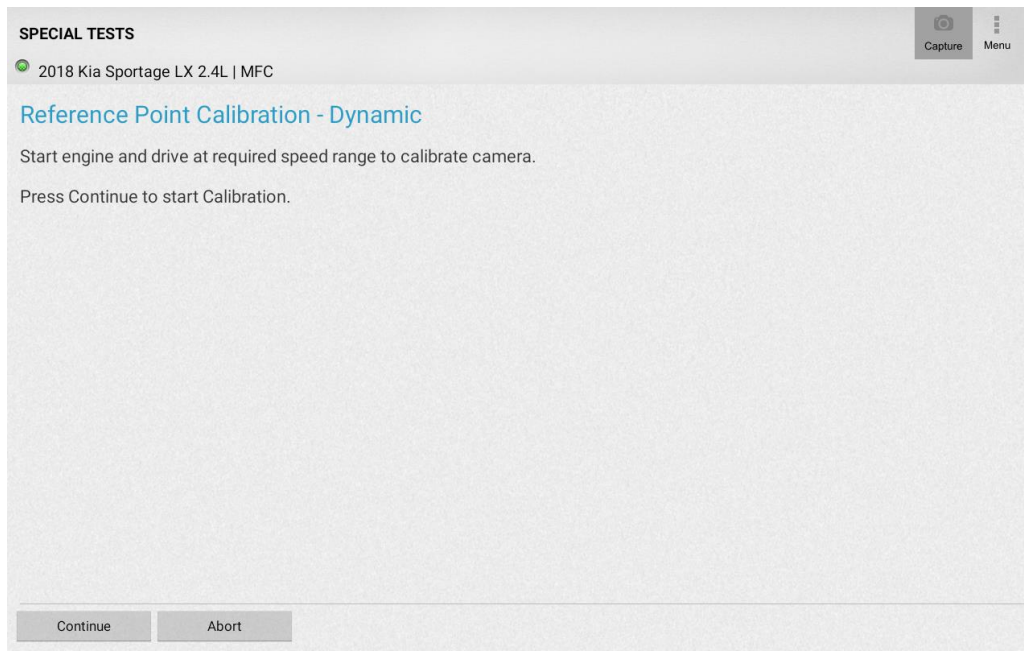 SPECIAL TESTS
Capture
Menu
2018 Kia Sportage LX 2.4L | MFC
Reference Point Calibration - Dynamic
Start engine and drive at required speed range to calibrate camera.
Press Continue to start Calibration.
Continue
Abort